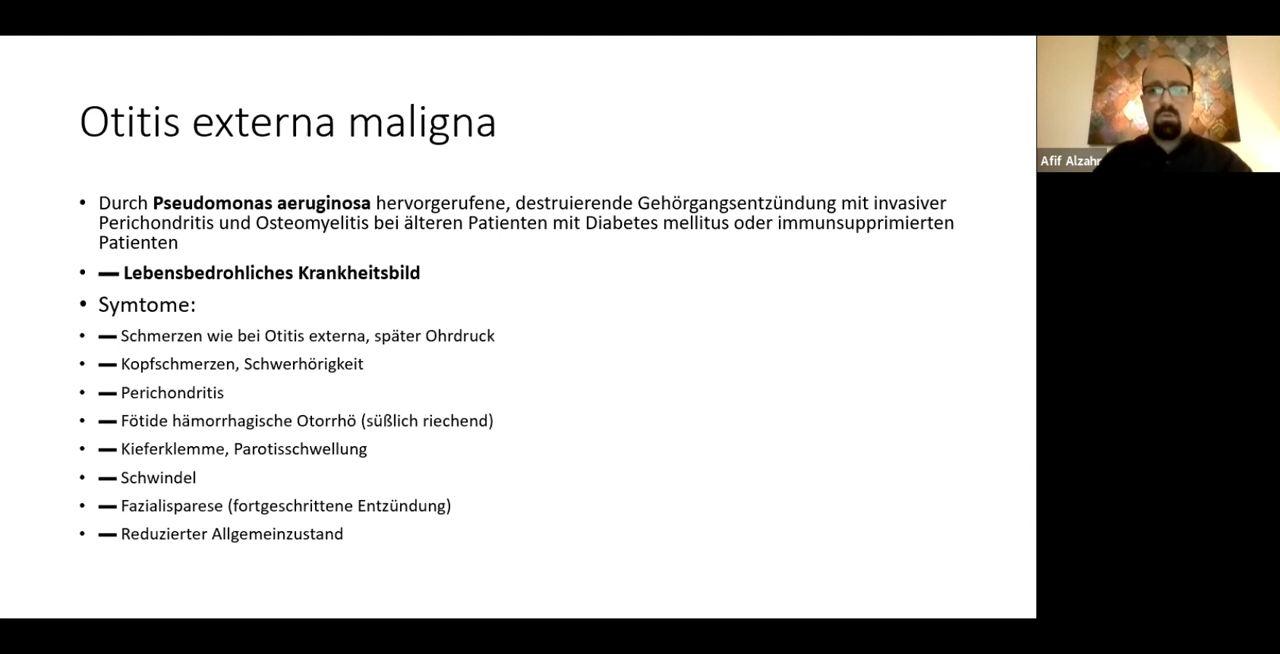 Otitis externa maligna
• Durch Pseudomonas aeruginosa hervorgerufene, destruierende Gehörgangsentzündung mit invasiver
Perichondritis und Osteomyelitis bei älteren Patienten mit Diabetes mellitus oder immunsupprimierten
Patienten
• — Lebensbedrohliches Krankheitsbild
• Symtome:
• — Schmerzen wie bei Otitis externa, später Ohrdruck
• — Kopfschmerzen, Schwerhörigkeit
• — Perichondritis
• — Fötide hämorrhagische Otorrhö (süßlich riechend)
• — Kieferklemme, Parotisschwellung
• — Schwindel
• — Fazialisparese (fortgeschrittene Entzündung)
• — Reduzierter Allgemeinzustand
Afif Alzahr